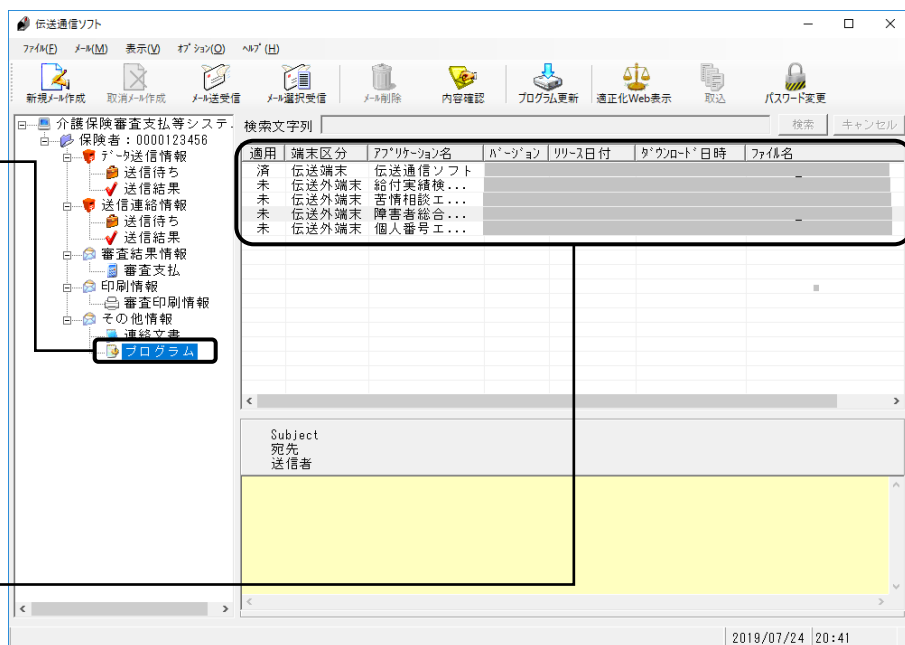 伝送通信ソフト
ﾌｧｲﾙ(F) ﾒｰﾙ(M) 表示(V) ｵﾌﾟｼｮﾝ(O) ﾍﾙﾌﾟ(H)
新規ﾒｰﾙ作成 取消ﾒｰﾙ作成 ﾒｰﾙ送受信 ﾒｰﾙ選択受信 ﾒｰﾙ削除 内容確認 ﾌﾟﾛｸﾞﾗﾑ更新 適正化Web表示 取込 ﾊﾟｽﾜｰﾄﾞ変更
介護保険審査支払等システ.
保険者：0000123456
ﾃﾞｰﾀ送信情報
送信待ち
送信結果
送信連絡情報
送信待ち
送信結果
審査結果情報
審査支払
印刷情報
審査印刷情報
その他情報
連絡文書
プログラム
検索文字列 検索 キャンセル
適用 端末区分 ｱﾌﾟﾘｹｰｼｮﾝ名 ﾊﾞｰｼﾞｮﾝ ﾘﾘｰｽ日付 ﾀﾞｳﾝﾛｰﾄﾞ日時 ﾌｧｲﾙ名
済 伝送端末 伝送通信ソフト
未 伝送外端末 給付実績検...
未 伝送外端末 苦情相談エ...
未 伝送外端末 障害者総合...
未 伝送外端末 個人番号エ...
Subject
宛先
送信者
2019/07/24 20:41